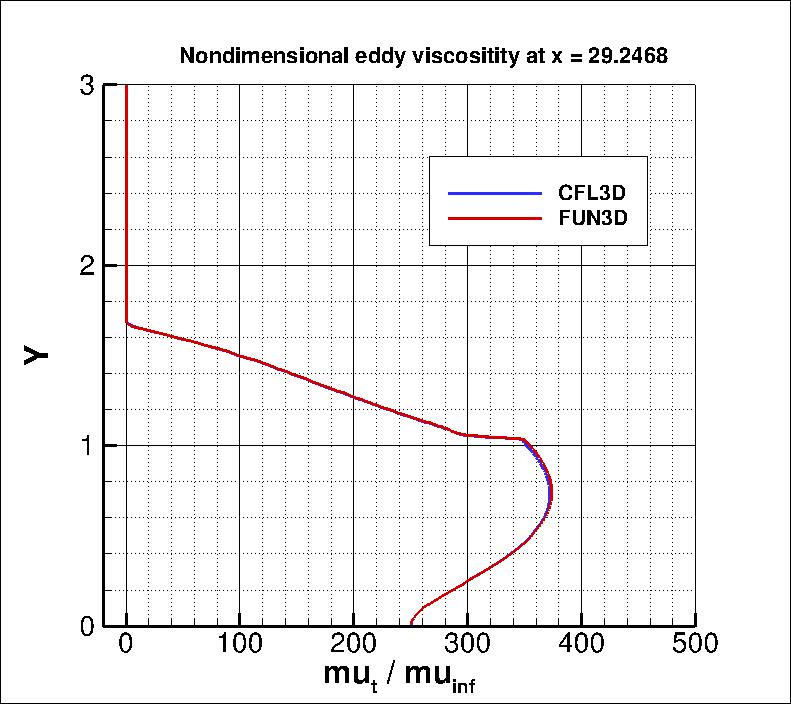 Nondimensional eddy viscositity at x = 29.2468
3
CFL3D
FUN3D
2
Y
1
0
0 100 200 300 400 500
mu_t / mu_inf